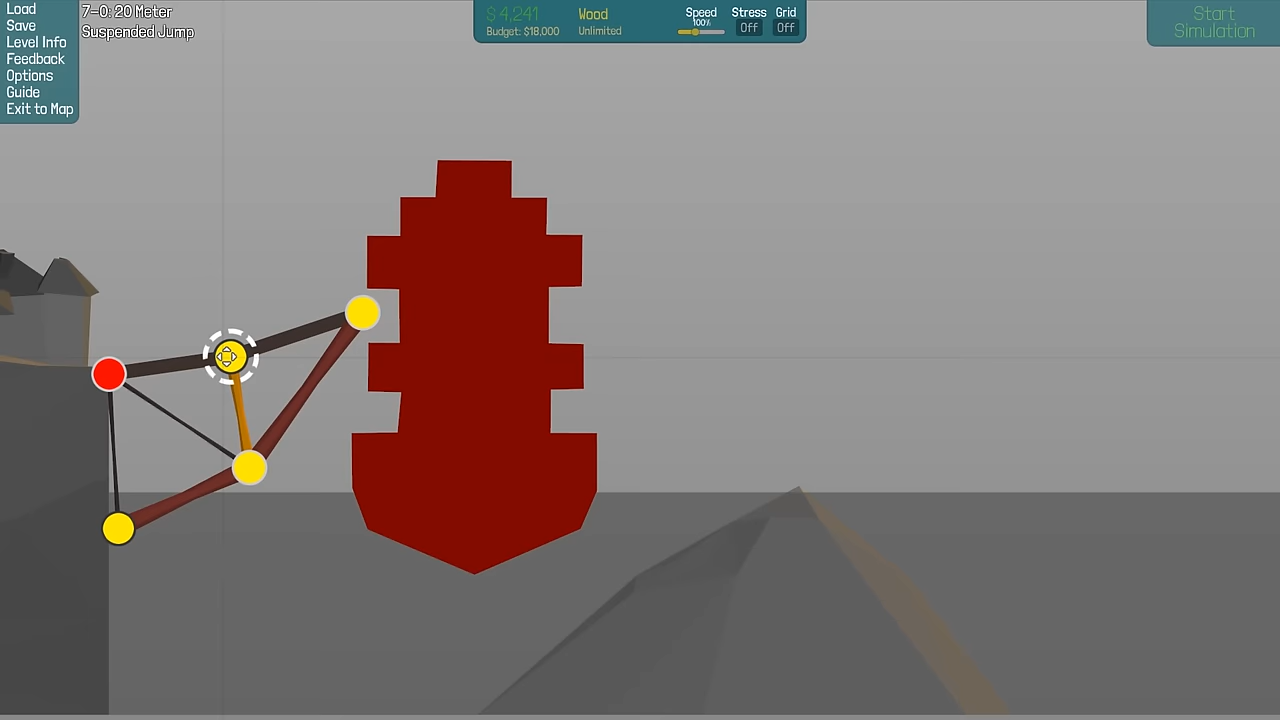 Load
Save
Level Info
Feedback
Options
Guide
Exit to Map
7-0: 20 Meter
Suspended Jump
$ 4,241
Budget: $18,000
Wood
Unlimited
Speed
100%
Stress
Off
Grid
Off
Start
Simulation